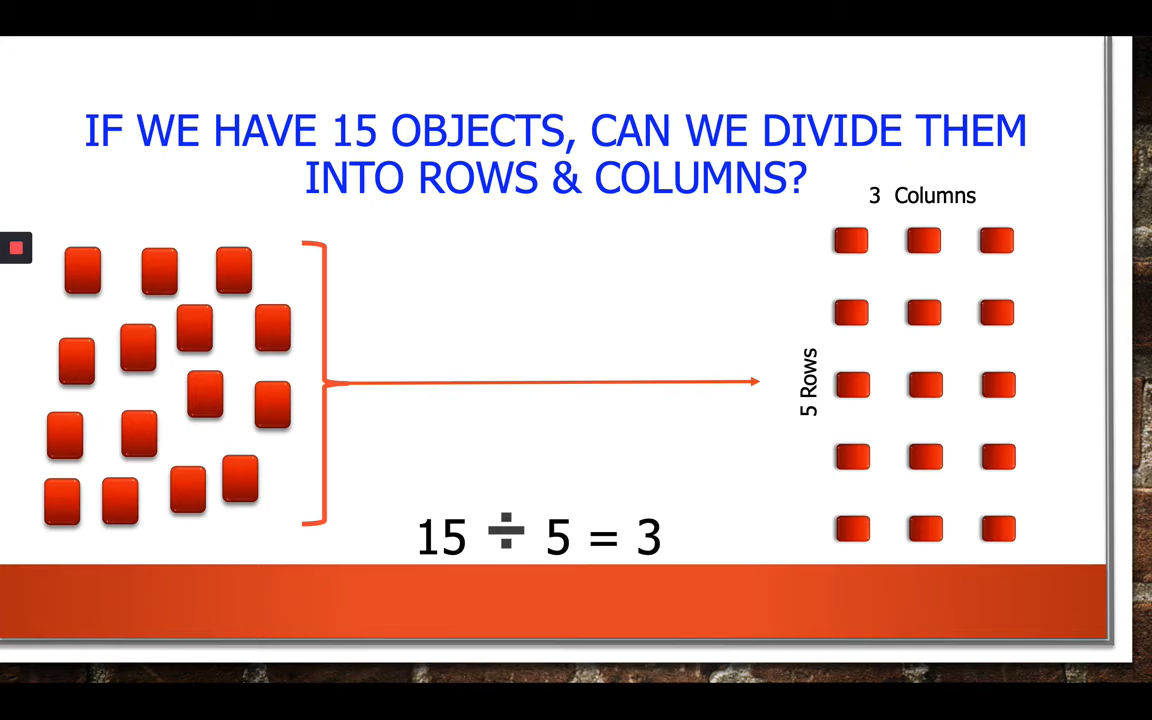 IF WE HAVE 15 OBJECTS, CAN WE DIVIDE THEM
INTO ROWS & COLUMNS?
3 Columns
5 Rows
15 ÷ 5 = 3